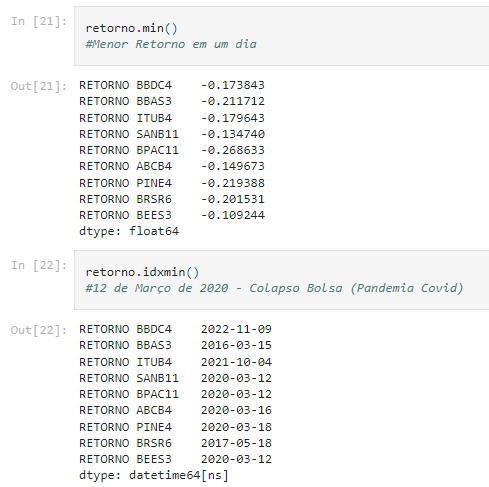 In [21]:
retorno.min()
#Menor Retorno em um dia
Out[21]:
RETORNO BBDC4    -0.173843
RETORNO BBAS3    -0.211712
RETORNO ITUB4    -0.179643
RETORNO SANB11   -0.134740
RETORNO BPAC11   -0.268633
RETORNO ABCB4    -0.149673
RETORNO PINE4    -0.219388
RETORNO BRSR6    -0.201531
RETORNO BEES3    -0.109244
dtype: float64
In [22]:
retorno.idxmin()
#12 de Março de 2020 - Colapso Bolsa (Pandemia Covid)
Out[22]:
RETORNO BBDC4    2022-11-09
RETORNO BBAS3    2016-03-15
RETORNO ITUB4    2021-10-04
RETORNO SANB11   2020-03-12
RETORNO BPAC11   2020-03-12
RETORNO ABCB4    2020-03-16
RETORNO PINE4    2020-03-18
RETORNO BRSR6    2017-05-18
RETORNO BEES3    2020-03-12
dtype: datetime64[ns]